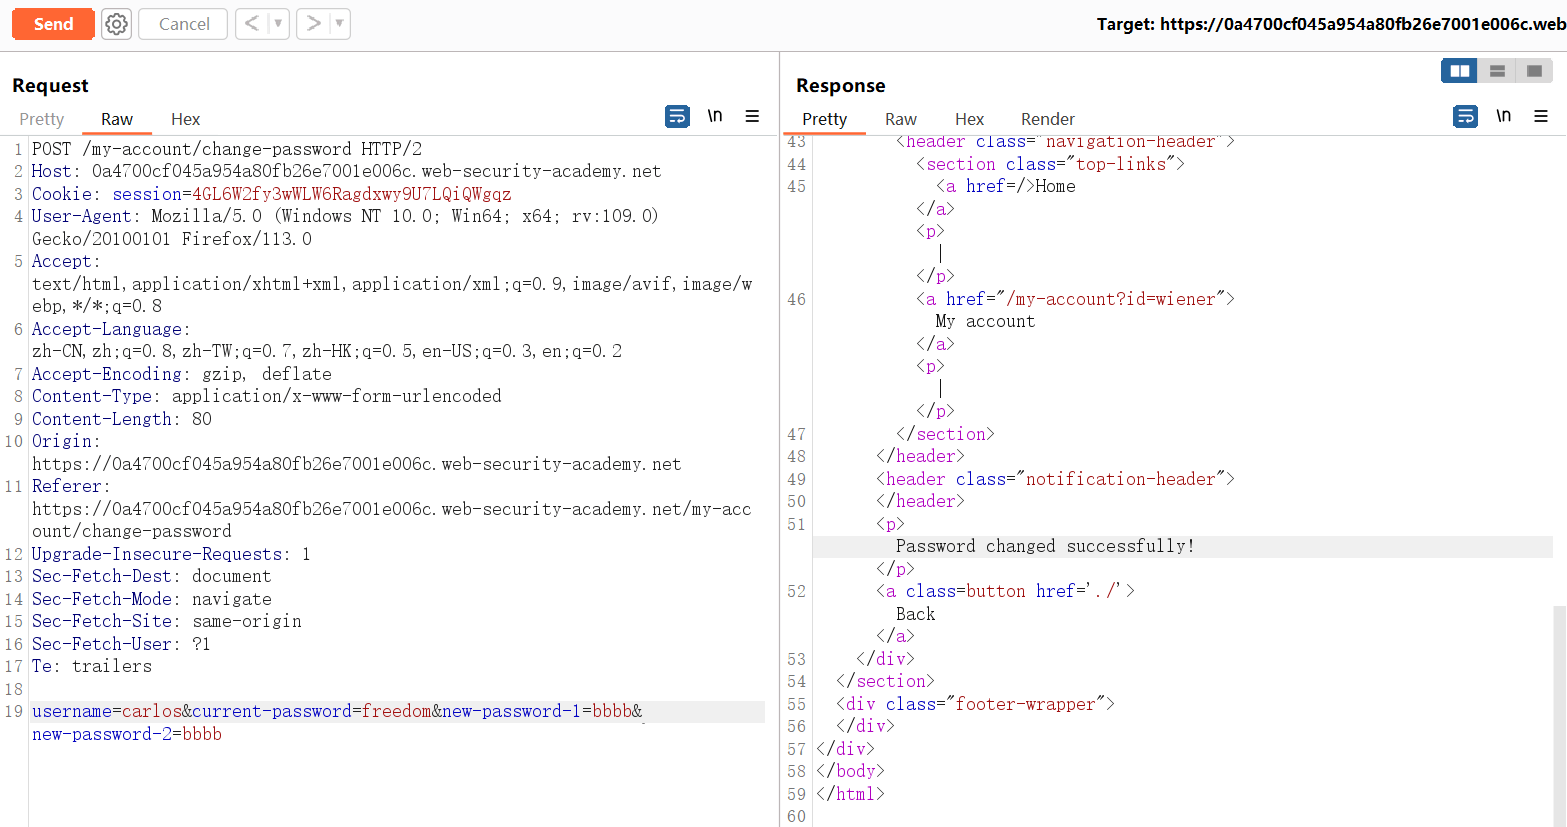 Send
Cancel
<
>
Target: https://0a4700cf045a954a80fb26e7001e006c.web
Request
Pretty Raw Hex
\n
1 POST /my-account/change-password HTTP/2
2 Host: 0a4700cf045a954a80fb26e7001e006c.web-security-academy.net
3 Cookie: session=4GL6W2fy3wWLW6Ragdxwy9U7LQiQWgqz
4 User-Agent: Mozilla/5.0 (Windows NT 10.0; Win64; x64; rv:109.0)
Gecko/20100101 Firefox/113.0
5 Accept:
text/html,application/xhtml+xml,application/xml;q=0.9,image/avif,image/w
ebp,*/*;q=0.8
6 Accept-Language:
zh-CN,zh;q=0.8,zh-TW;q=0.7,zh-HK;q=0.5,en-US;q=0.3,en;q=0.2
7 Accept-Encoding: gzip, deflate
8 Content-Type: application/x-www-form-urlencoded
9 Content-Length: 80
10 Origin:
https://0a4700cf045a954a80fb26e7001e006c.web-security-academy.net
11 Referer:
https://0a4700cf045a954a80fb26e7001e006c.web-security-academy.net/my-acc
ount/change-password
12 Upgrade-Insecure-Requests: 1
13 Sec-Fetch-Dest: document
14 Sec-Fetch-Mode: navigate
15 Sec-Fetch-Site: same-origin
16 Sec-Fetch-User: ?1
17 Te: trailers
18
19 username=carlos&current-password=freedom&new-password-1=bbbb&
new-password-2=bbbb
Response
Pretty Raw Hex Render
\n
43 <header class="navigation-header">
44 <section class="top-links">
45 <a href=/>Home
</a>
<p>
|
</p>
46 <a href="/my-account?id=wiener">
My account
</a>
<p>
|
</p>
47 </section>
48 </header>
49 <header class="notification-header">
50 </header>
51 <p>
Password changed successfully!
</p>
52 <a class=button href='./'>
Back
</a>
53 </div>
54 </section>
55 <div class="footer-wrapper">
56 </div>
57 </div>
58 </body>
59 </html>
60